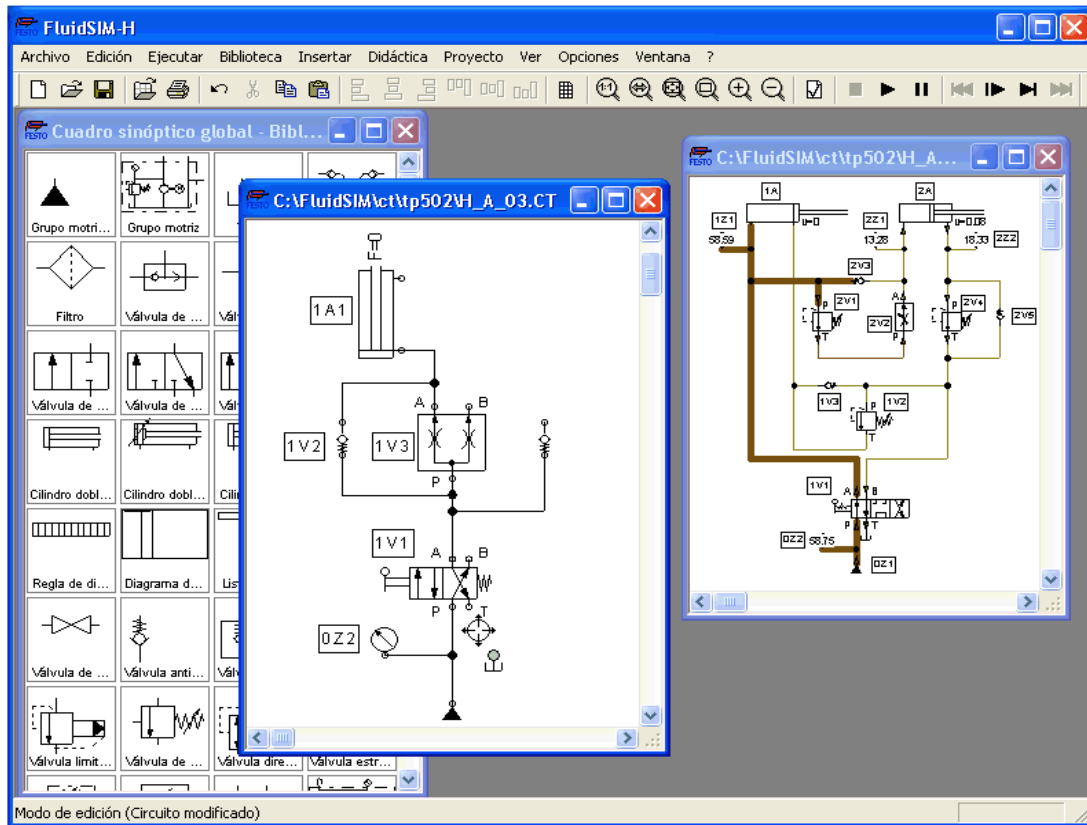 FluidSIM-H
Archivo Edición Ejecutar Biblioteca Insertar Didáctica Proyecto Ver Opciones Ventana ?
Cuadro sinóptico global - Bibl...
Grupo motri... Grupo motriz
Filtro Válvula de ...
Válvula de ... Válvula de ...
Cilindro dobl... Cilindro dobl...
Regla de di... Diagrama d...
Válvula de ... Válvula anti...
Válvula limit... Válvula de ... Válvula dire... Válvula estr...
C:\FluidSIM\ct\tp502\H_A_03.CT
1A1
A B
1V2 1V3
P
1V1 A B
P T
0Z2
C:\FluidSIM\ct\tp502\H_A...
1A 2A
1Z1 v=0 2Z1 v=0.08
58.59 13.28 18.33 2Z2
2V3
P 2V1 A P 2V4
2V2 2V5
T P T
1V3 P 1V2
T
1V1 A B
P T
0Z2 58.75
0Z1
Modo de edición (Circuito modificado)